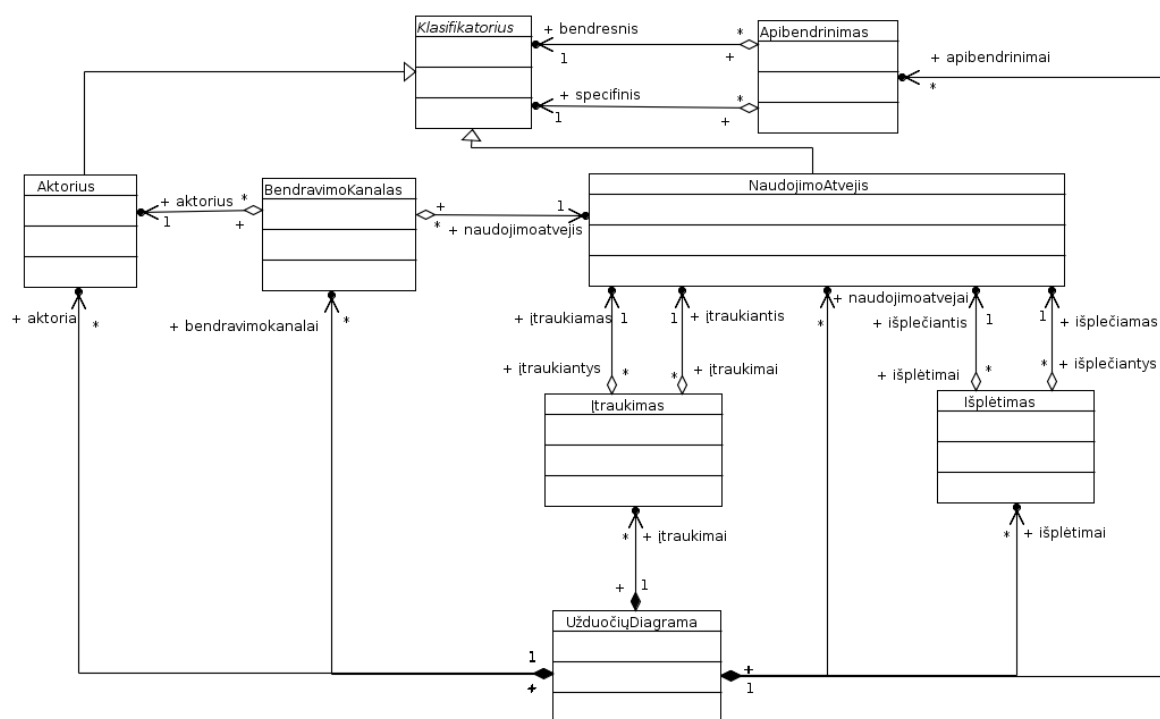 Klasifikatorius
+ bendresnis
*
Apibendrinimas
1
+
+ apibendrinimai
*
+ specifinis
*
1
+
Aktorius
+ aktorius
*
1
+
BendravimoKanalas
+
*
1
+ naudojimoatvejis
NaudojimoAtvejis
+ aktoriai
*
+ bendravimokanalai
*
+ įtraukiamas
1
1
+ įtraukiantis
+ naudojimoatvejai
*
+ išplečiantis
1
1
+ išplečiamas
+ įtraukiantys
*
*
+ įtraukimai
+ išplėtimai
*
*
+ išplečiantys
Įtraukimas
Išplėtimas
*
+ įtraukimai
*
+ išplėtimai
+
1
UžduočiųDiagrama
1
+
+
1